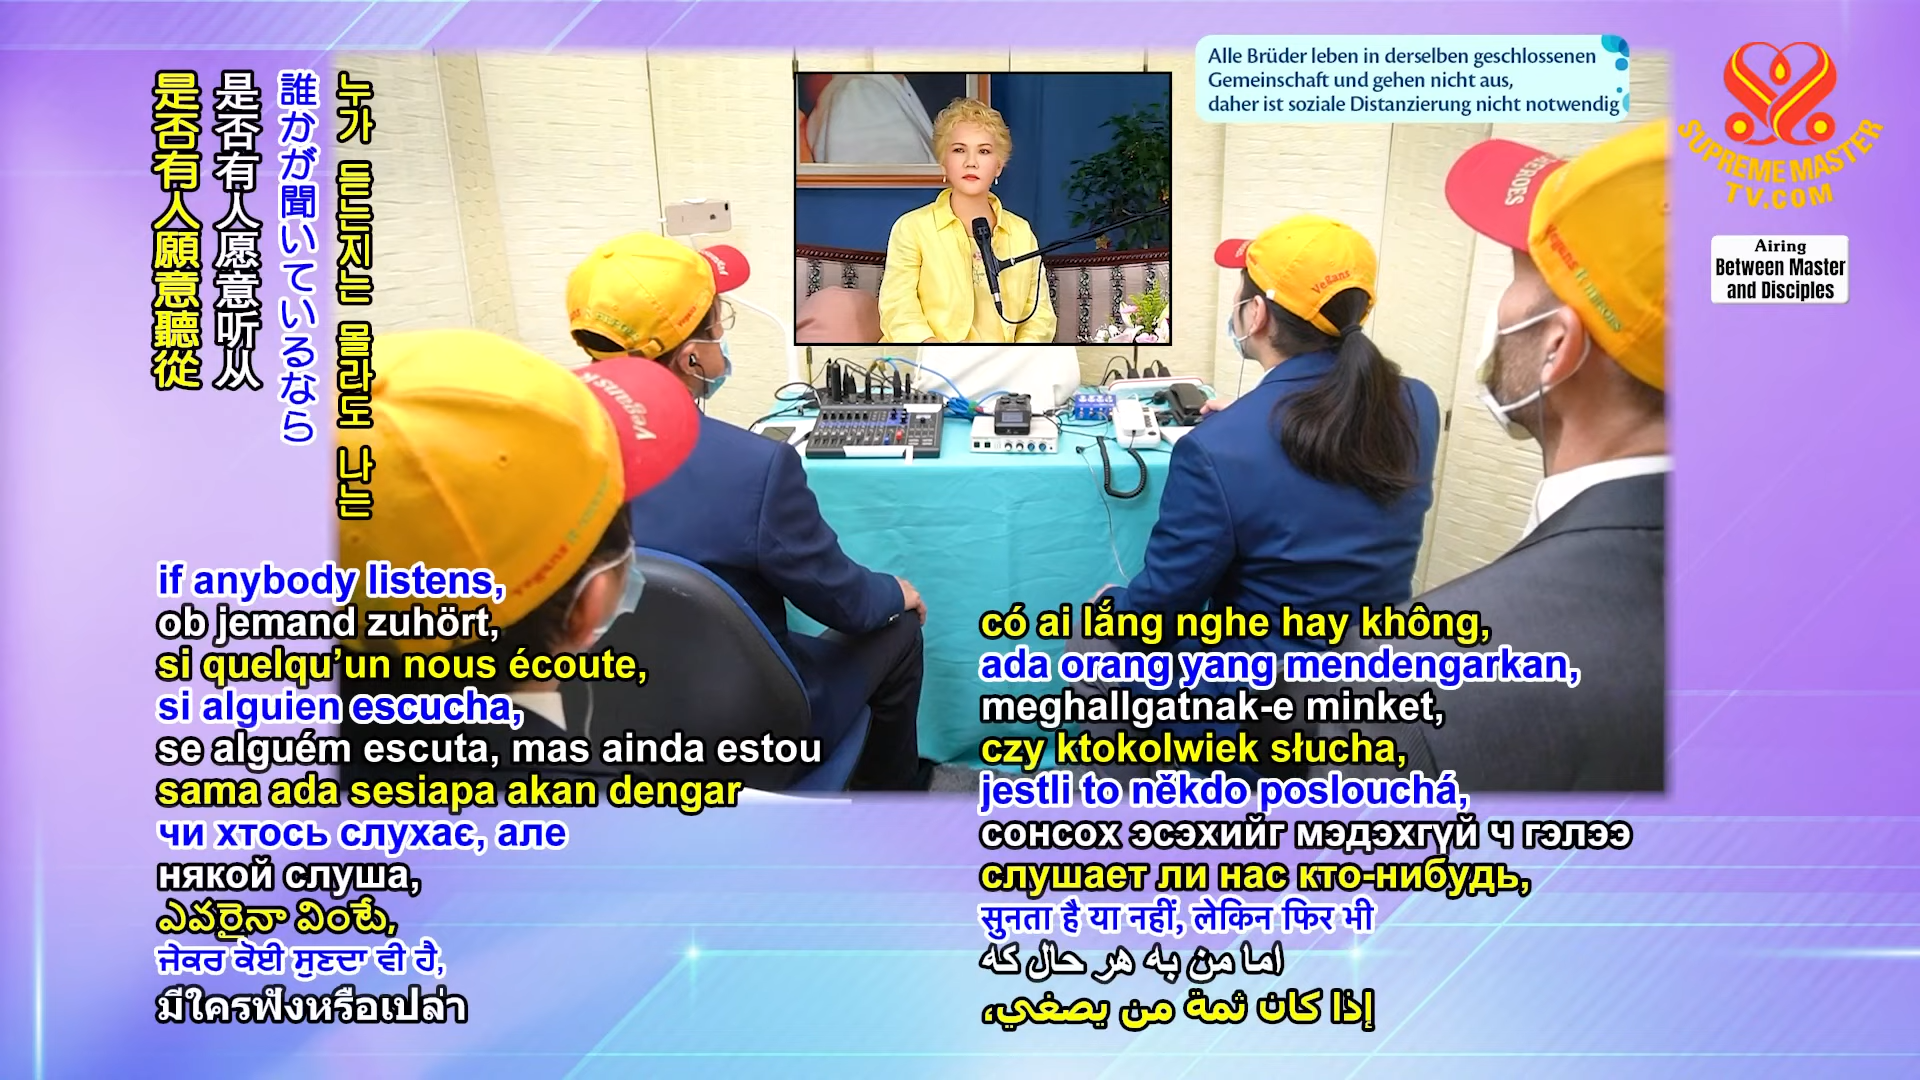 是否有人願意聽從
是否有人愿意听从
誰かが聞いているなら
누가 듣는지는 몰라도 나는
Alle Brüder leben in derselben geschlossenen
Gemeinschaft und gehen nicht aus,
daher ist soziale Distanzierung nicht notwendig
SUPREME MASTER
TV.COM
Airing
Between Master
and Disciples
HEROES
Vegans
Vegans
if anybody listens,
ob jemand zuhört,
si quelqu’un nous écoute,
si alguien escucha,
se alguém escuta, mas ainda estou
sama ada sesiapa akan dengar
чи хтось слухає, але
някой слуша,
ఎవరైనా వింటే,
ਜੇਕਰ ਕੋਈ ਸੁਣਦਾ ਵੀ ਹੈ,
มีใครฟังหรือเปล่า
có ai lắng nghe hay không,
ada orang yang mendengarkan,
meghallgatnak-e minket,
czy ktokolwiek słucha,
jestli to někdo poslouchá,
сонсох эсэхийг мэдэхгүй ч гэлээ
слушает ли нас кто-нибудь,
सुनता है या नहीं, लेकिन फिर भी
اما من به هر حال که
إذا كان ثمة من يصغي،